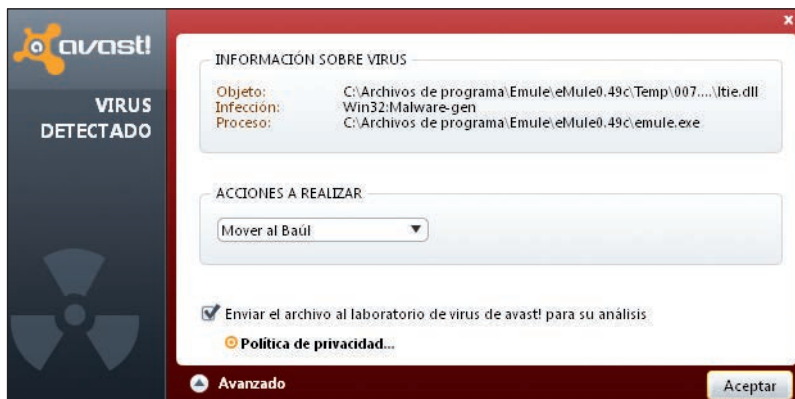 avast!
VIRUS
DETECTADO
INFORMACIÓN SOBRE VIRUS
Objeto: C:\Archivos de programa\Emule\eMule0.49c\Temp\007....\ltie.dll
Infección: Win32:Malware-gen
Proceso: C:\Archivos de programa\Emule\eMule0.49c\emule.exe
ACCIONES A REALIZAR
Mover al Baúl
Enviar el archivo al laboratorio de virus de avast! para su análisis
Política de privacidad...
Avanzado
Aceptar